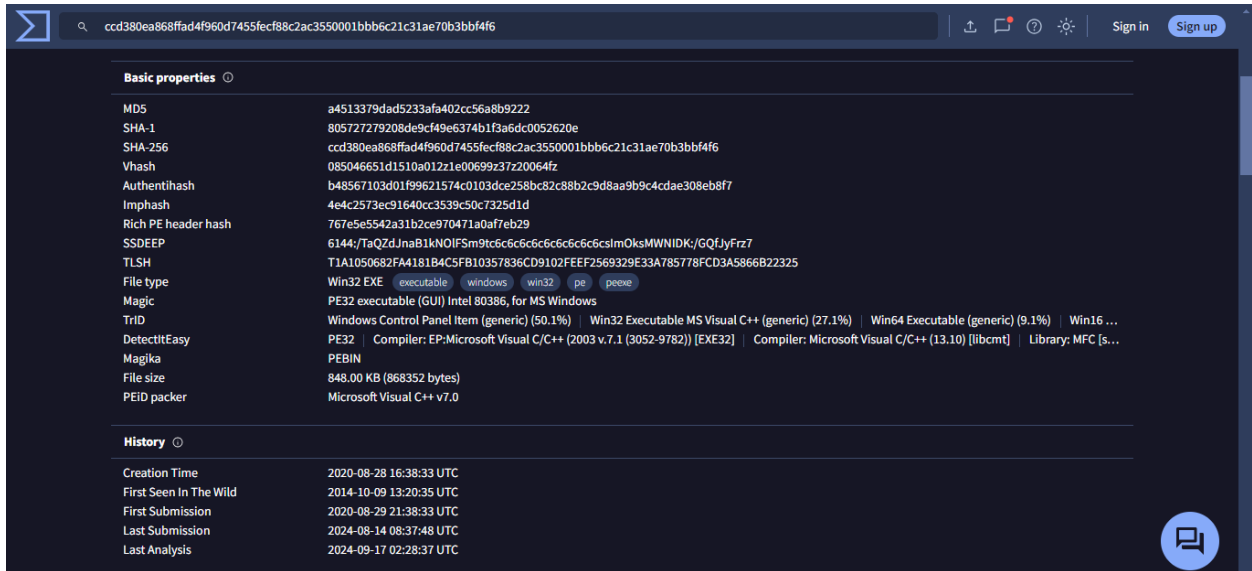 ccd380ea868ffad4f960d7455fecf88c2ac3550001bbb6c21c31ae70b3bbf4f6 Sign in Sign up
Basic properties
MD5 a4513379dad5233afa402cc56a8b9222
SHA-1 805727279208de9cf49e6374b1f3a6dc0052620e
SHA-256 ccd380ea868ffad4f960d7455fecf88c2ac3550001bbb6c21c31ae70b3bbf4f6
Vhash 085046651d1510a012z1e00699z37z20064fz
Authentihash b48567103d01f99621574c0103dce258bc82c88b2c9d8aa9b9c4cdae308eb8f7
Imphash 4e4c2573ec91640cc3539c50c7325d1d
Rich PE header hash 767e5e5542a31b2ce970471a0af7eb29
SSDEEP 6144:/TaQZdJnaB1kNOlFSm9tc6c6c6c6c6c6c6c6c6csImOksMWNIDK:/GQfJyFrz7
TLSH T1A1050682FA4181B4C5FB10357836CD9102FEEF2569329E33A785778FCD3A5866B22325
File type Win32 EXE executable windows win32 pe peexe
Magic PE32 executable (GUI) Intel 80386, for MS Windows
TrID Windows Control Panel Item (generic) (50.1%) | Win32 Executable MS Visual C++ (generic) (27.1%) | Win64 Executable (generic) (9.1%) | Win16 ...
DetectItEasy PE32 | Compiler: EP:Microsoft Visual C/C++ (2003 v.7.1 (3052-9782)) [EXE32] | Compiler: Microsoft Visual C/C++ (13.10) [libcmt] | Library: MFC [s...
Magika PEBIN
File size 848.00 KB (868352 bytes)
PEiD packer Microsoft Visual C++ v7.0
History
Creation Time 2020-08-28 16:38:33 UTC
First Seen In The Wild 2014-10-09 13:20:35 UTC
First Submission 2020-08-29 21:38:33 UTC
Last Submission 2024-08-14 08:37:48 UTC
Last Analysis 2024-09-17 02:28:37 UTC